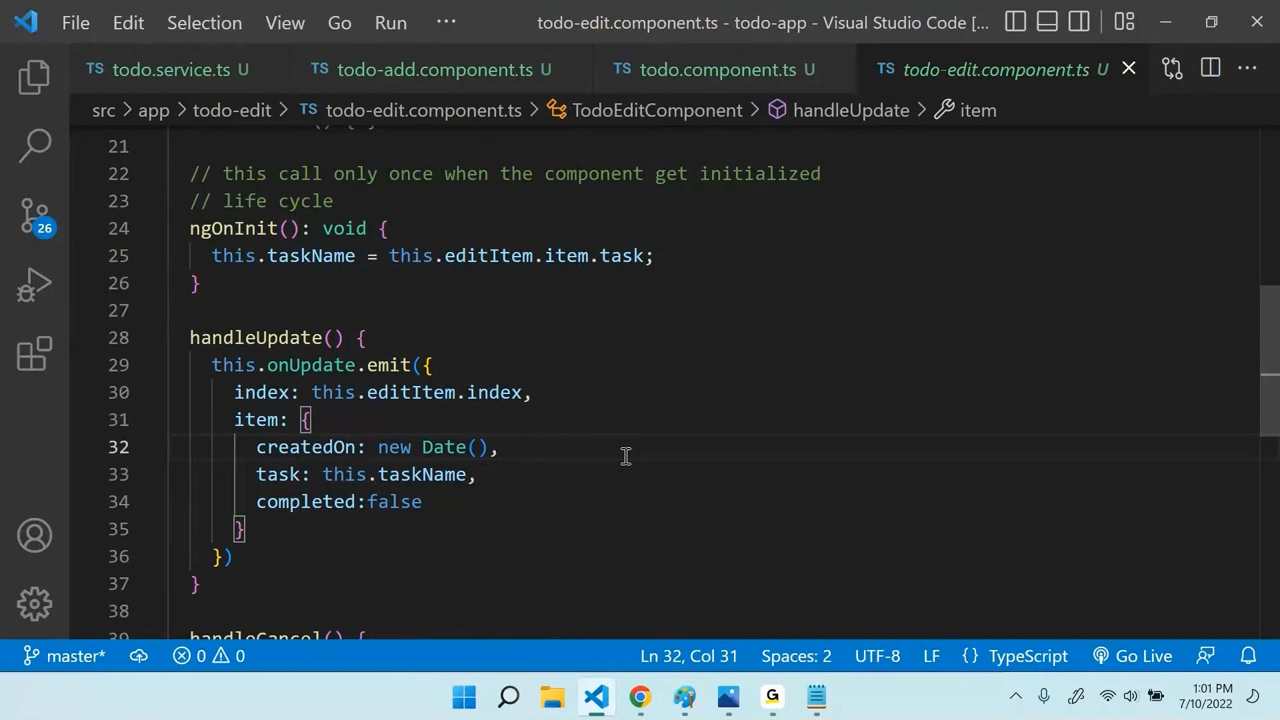 File Edit Selection View Go Run ··· todo-edit.component.ts - todo-app - Visual Studio Code [...
TS todo.service.ts U TS todo-add.component.ts U TS todo.component.ts U TS todo-edit.component.ts U
src > app > todo-edit > TS todo-edit.component.ts > TodoEditComponent > handleUpdate > item
21
22 // this call only once when the component get initialized
23 // life cycle
24 ngOnInit(): void {
25 this.taskName = this.editItem.item.task;
26 }
27
28 handleUpdate() {
29 this.onUpdate.emit({
30 index: this.editItem.index,
31 item: {
32 createdOn: new Date(),
33 task: this.taskName,
34 completed:false
35 }
36 })
37 }
38
39 handleCancel() {
26
master* 0 0 Ln 32, Col 31 Spaces: 2 UTF-8 LF {} TypeScript Go Live
G 1:01 PM
7/10/2022